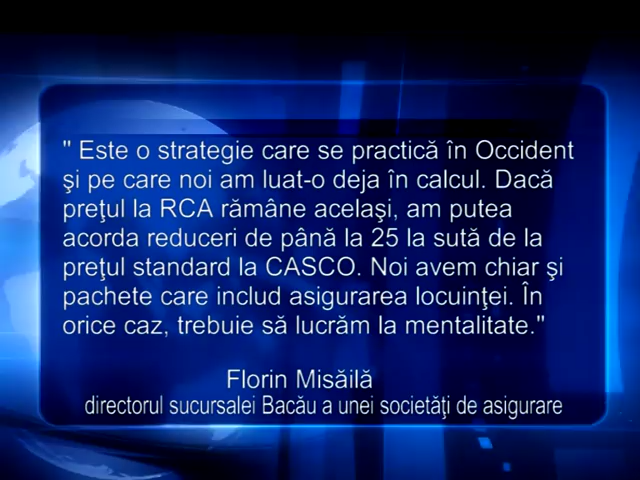 " Este o strategie care se practică în Occident
şi pe care noi am luat-o deja în calcul. Dacă
preţul la RCA rămâne acelaşi, am putea
acorda reduceri de până la 25 la sută de la
preţul standard la CASCO. Noi avem chiar şi
pachete care includ asigurarea locuinţei. În
orice caz, trebuie să lucrăm la mentalitate."
Florin Misăilă
directorul sucursalei Bacău a unei societăţi de asigurare